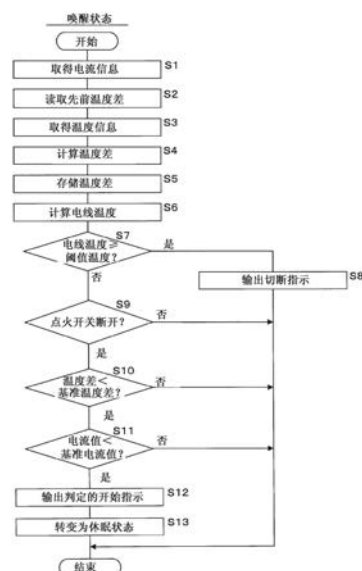 唤醒状态
开始
取得电流信息 S1
读取先前温度差 S2
取得温度信息 S3
计算温度差 S4
存储温度差 S5
计算电线温度 S6
S7
电线温度≧
阈值温度?
是
否
输出切断指示 S8
S9
点火开关断开?
否
是
S10
温度差<
基准温度差?
否
是
S11
电流值<
基准电流值?
否
是
输出判定的开始指示 S12
转变为休眠状态 S13
结束